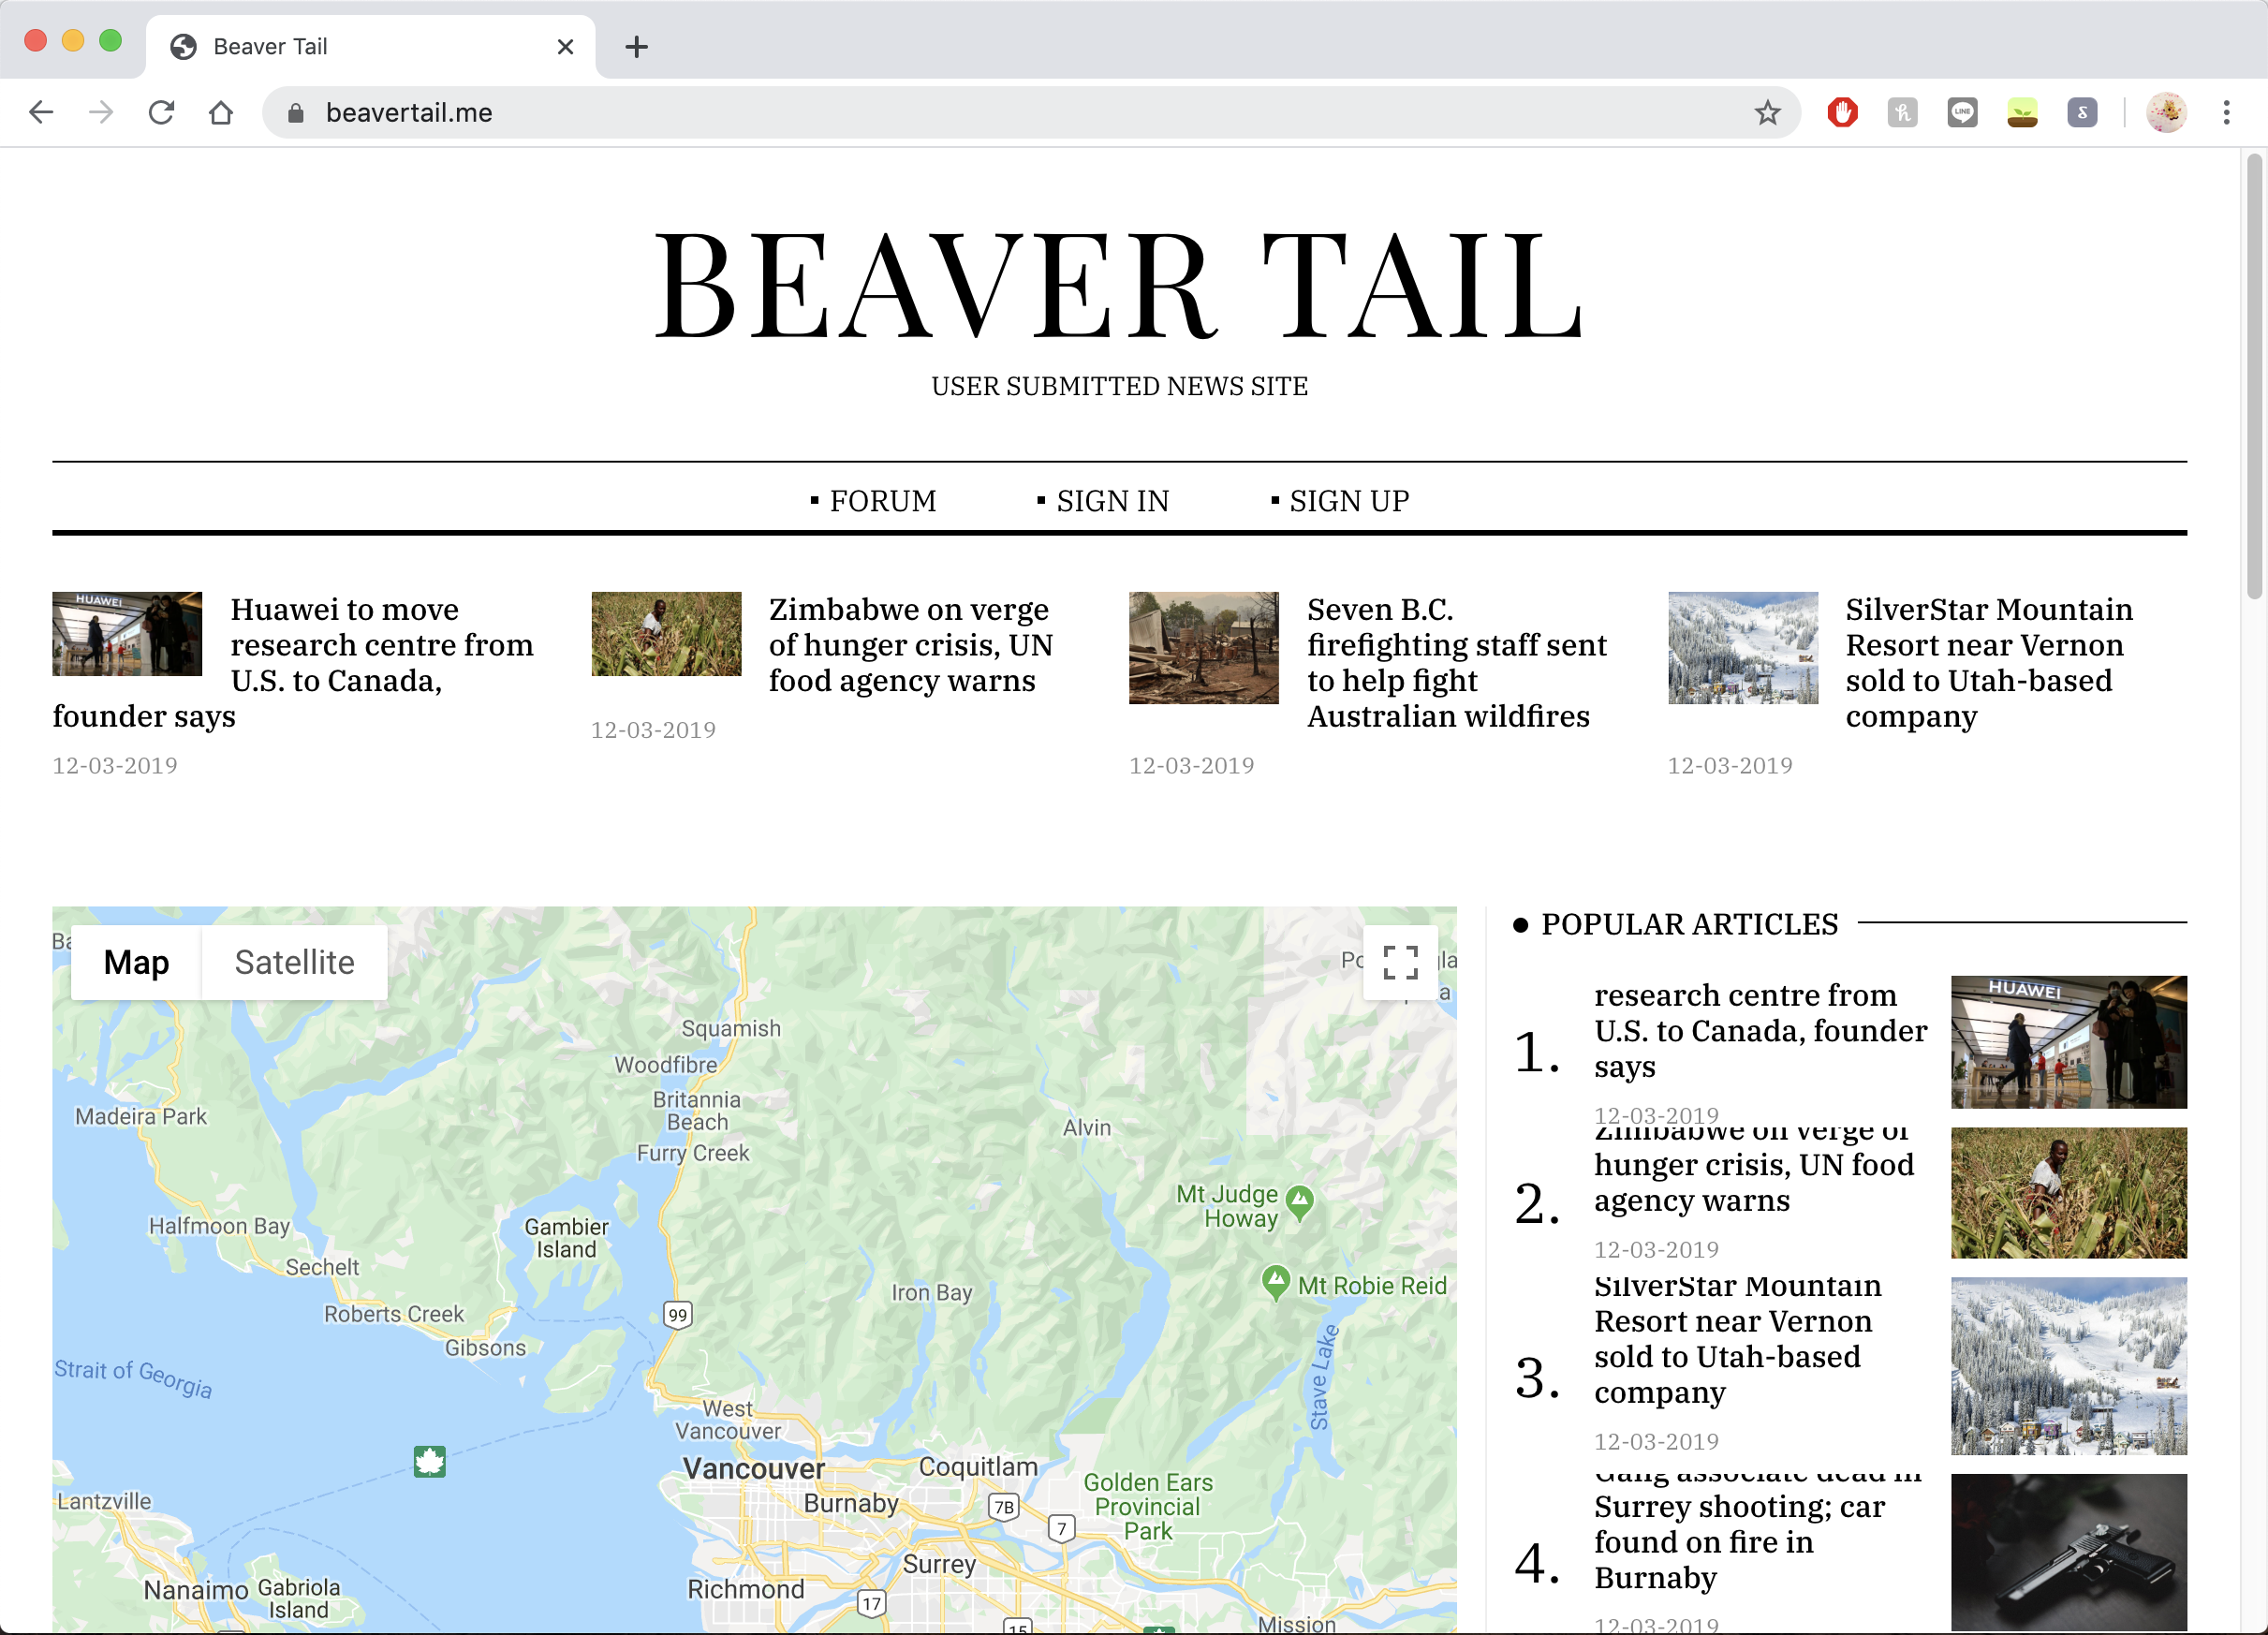 Beaver Tail
beavertail.me
BEAVER TAIL
USER SUBMITTED NEWS SITE
FORUM
SIGN IN
SIGN UP
HUAWEI
Huawei to move
research centre from
U.S. to Canada,
founder says
12-03-2019
Zimbabwe on verge
of hunger crisis, UN
food agency warns
12-03-2019
Seven B.C.
firefighting staff sent
to help fight
Australian wildfires
12-03-2019
SilverStar Mountain
Resort near Vernon
sold to Utah-based
company
12-03-2019
Map
Satellite
Squamish
Woodfibre
Britannia
Beach
Furry Creek
Madeira Park
Alvin
Mt Judge
Howay
Halfmoon Bay
Gambier
Island
Sechelt
Iron Bay
Mt Robie Reid
Roberts Creek
99
Gibsons
Stave Lake
Strait of Georgia
West
Vancouver
Vancouver
Coquitlam
Burnaby
Golden Ears
Provincial
Park
7B
7
Lantzville
Surrey
Nanaimo
Gabriola
Island
Richmond
17
15
Mission
POPULAR ARTICLES
1.
research centre from
U.S. to Canada, founder
says
12-03-2019
HUAWEI
2.
Zimbabwe on verge of
hunger crisis, UN food
agency warns
12-03-2019
3.
SilverStar Mountain
Resort near Vernon
sold to Utah-based
company
12-03-2019
4.
Gang associate dead in
Surrey shooting; car
found on fire in
Burnaby
12-03-2019